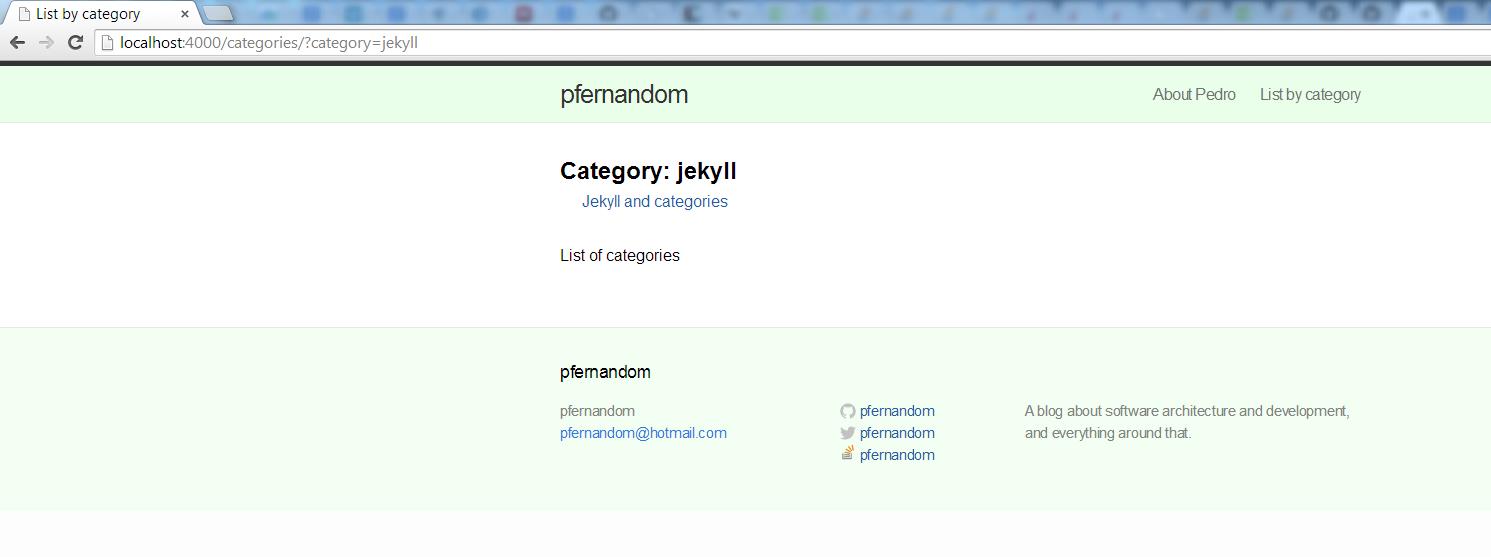 List by category
localhost:4000/categories/?category=jekyll
pfernandom
About Pedro
List by category
Category: jekyll
Jekyll and categories
List of categories
pfernandom
pfernandom
pfernandom@hotmail.com
pfernandom
pfernandom
pfernandom
A blog about software architecture and development,
and everything around that.